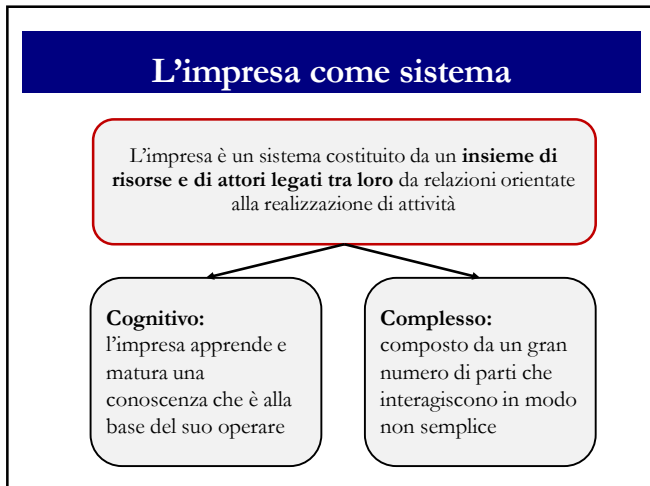 L’impresa come sistema
L’impresa è un sistema costituito da un insieme di
risorse e di attori legati tra loro da relazioni orientate
alla realizzazione di attività
Cognitivo:
l’impresa apprende e
matura una
conoscenza che è alla
base del suo operare
Complesso:
composto da un gran
numero di parti che
interagiscono in modo
non semplice